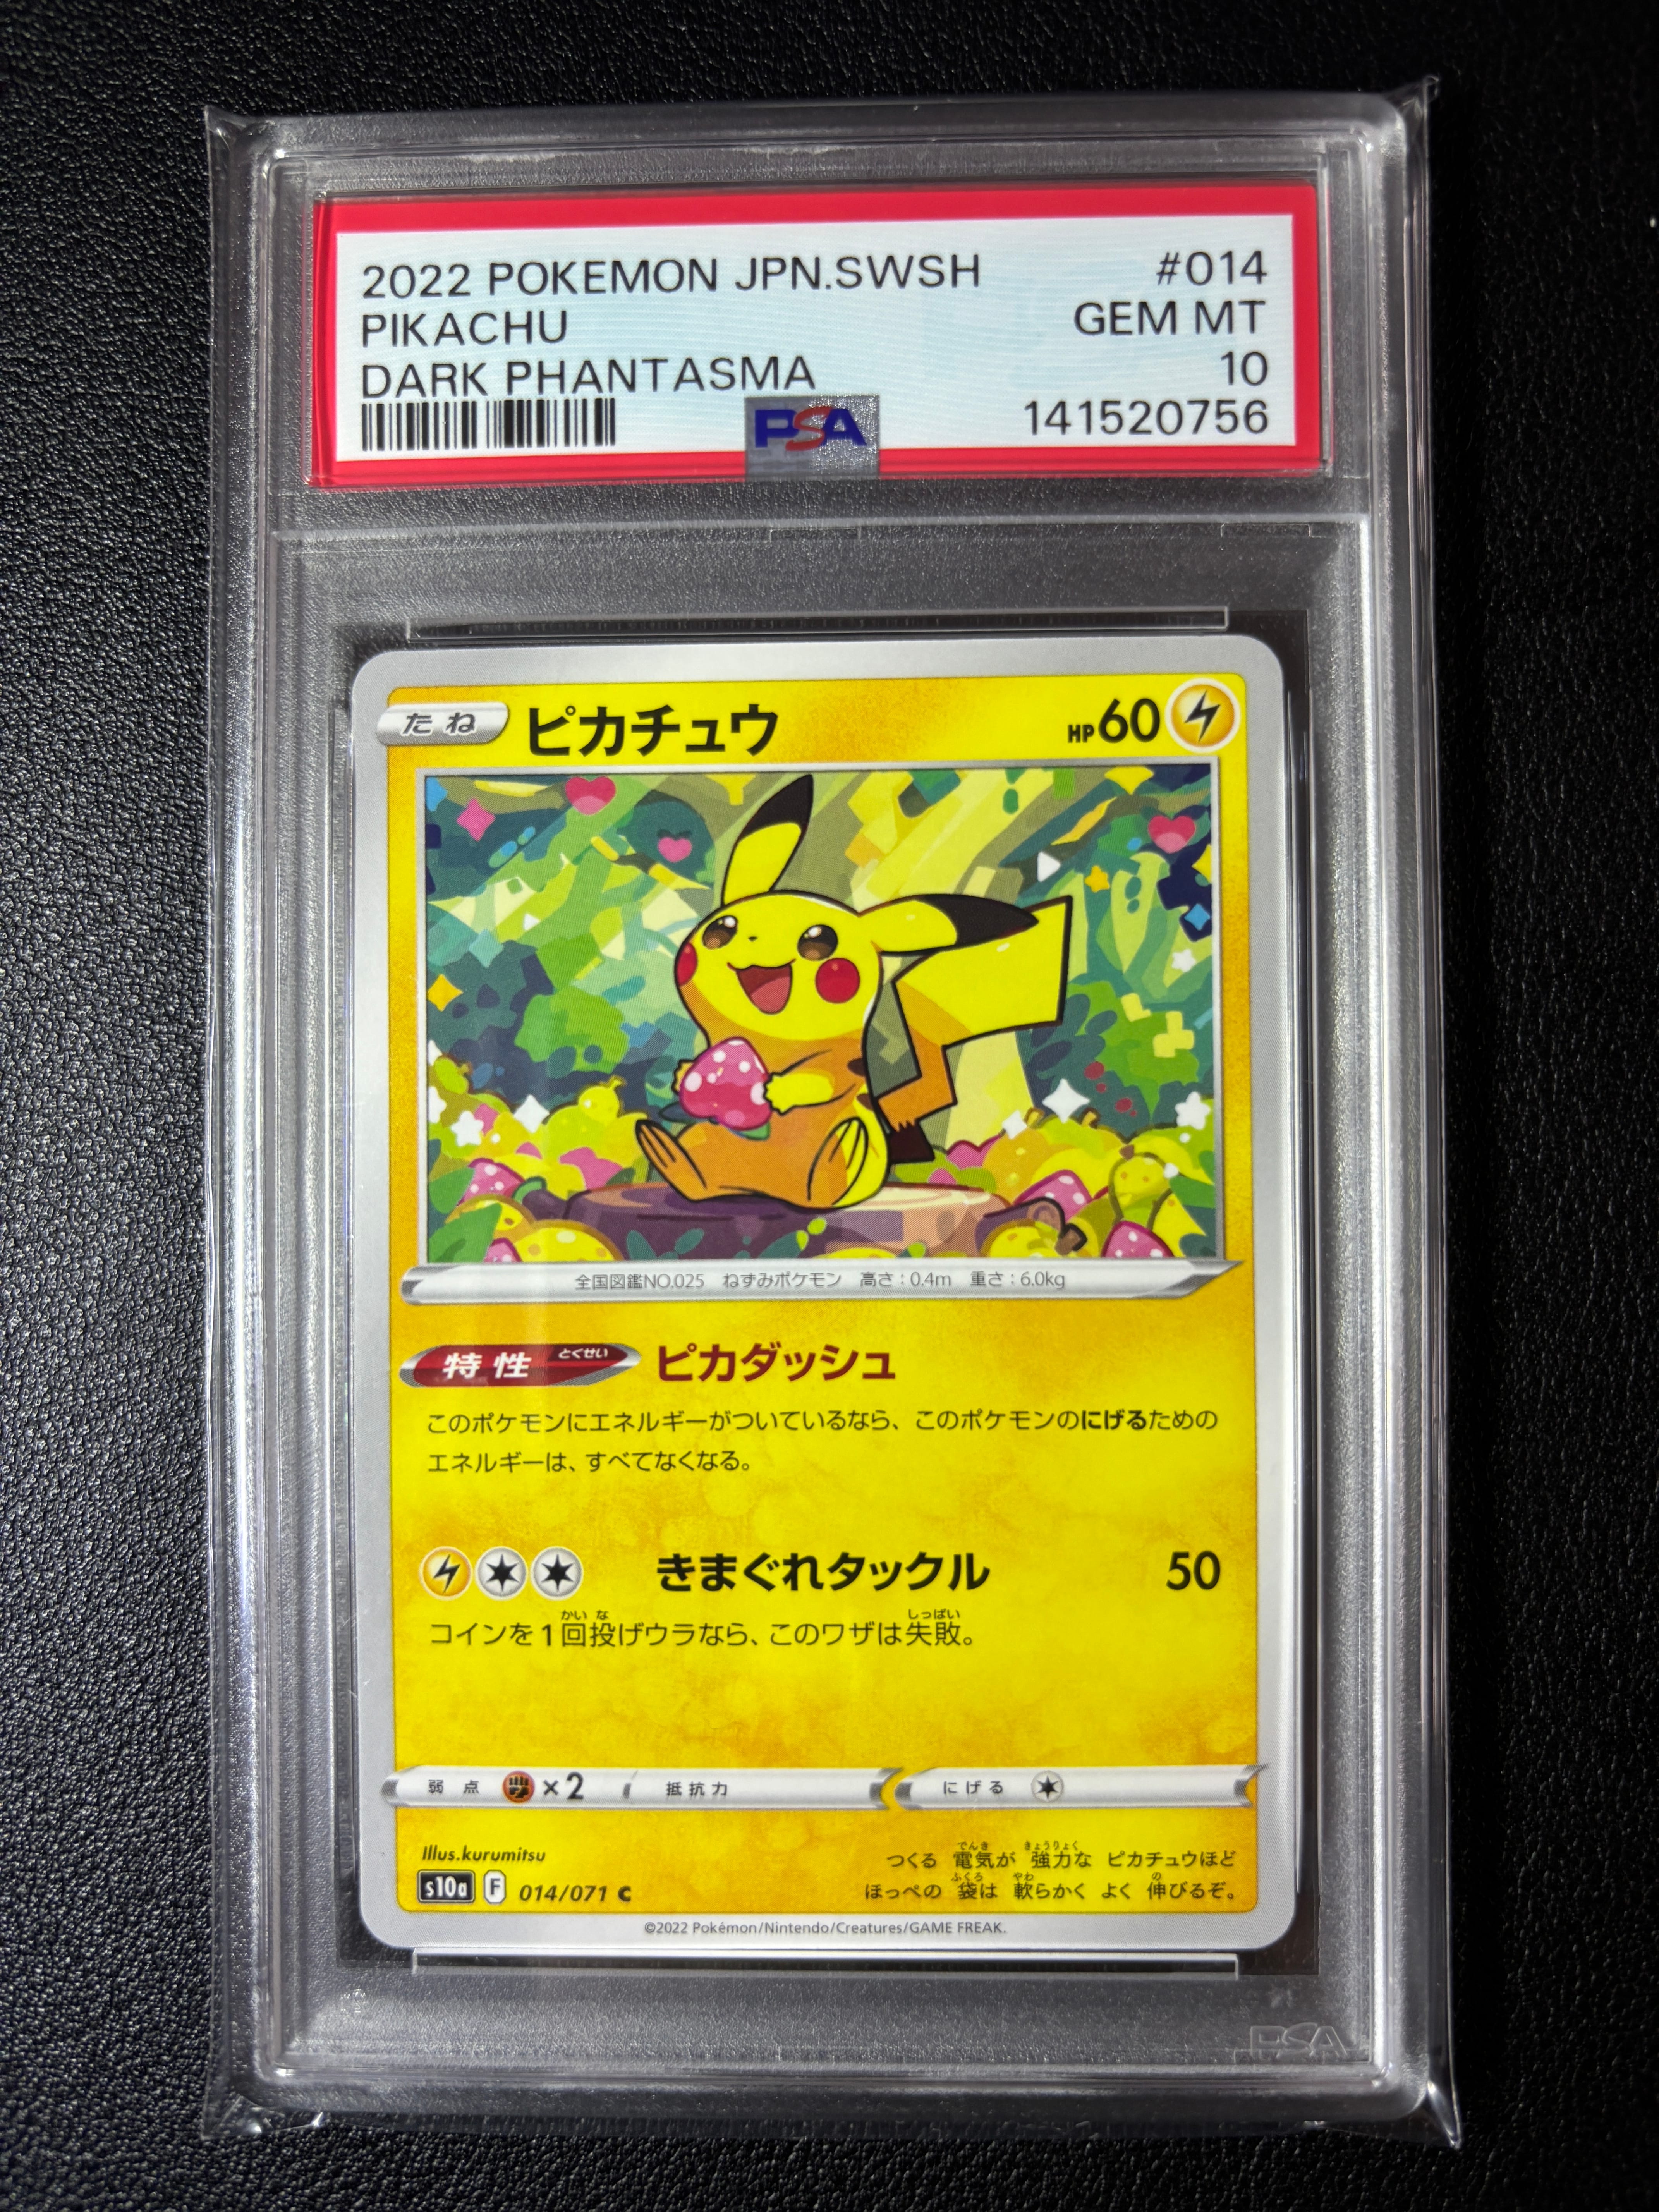 2022 POKEMON JPN.SWSH #014
PIKACHU GEM MT
DARK PHANTASMA 10
PSA 141520756
たね ピカチュウ HP60
全国図鑑NO.025 ねずみポケモン 高さ:0.4m 重さ:6.0kg
特性 とくせい ピカダッシュ
このポケモンにエネルギーがついているなら、このポケモンのにげるための
エネルギーは、すべてなくなる。
きまぐれタックル 50
かい な しっぱい
コインを1回投げウラなら、このワザは失敗。
弱点 ×2 抵抗力 にげる
Illus.kurumitsu
でんき きょうりょく
つくる 電気が 強力な ピカチュウほど
ふくろ やわ の
ほっぺの 袋は 軟らかく よく 伸びるぞ。
s10a F 014/071 C
©2022 Pokémon/Nintendo/Creatures/GAME FREAK.
PSA